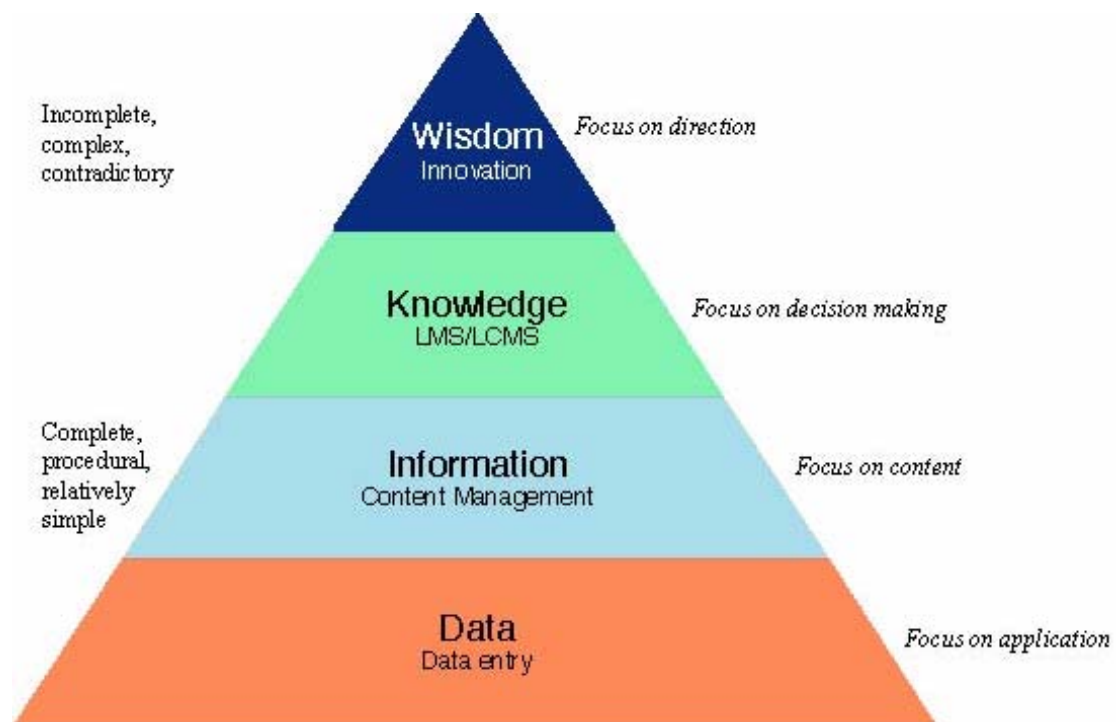 Incomplete,
complex,
contradictory
Wisdom
Innovation
Focus on direction
Knowledge
LMS/LCMS
Focus on decision making
Complete,
procedural,
relatively
simple
Information
Content Management
Focus on content
Data
Data entry
Focus on application